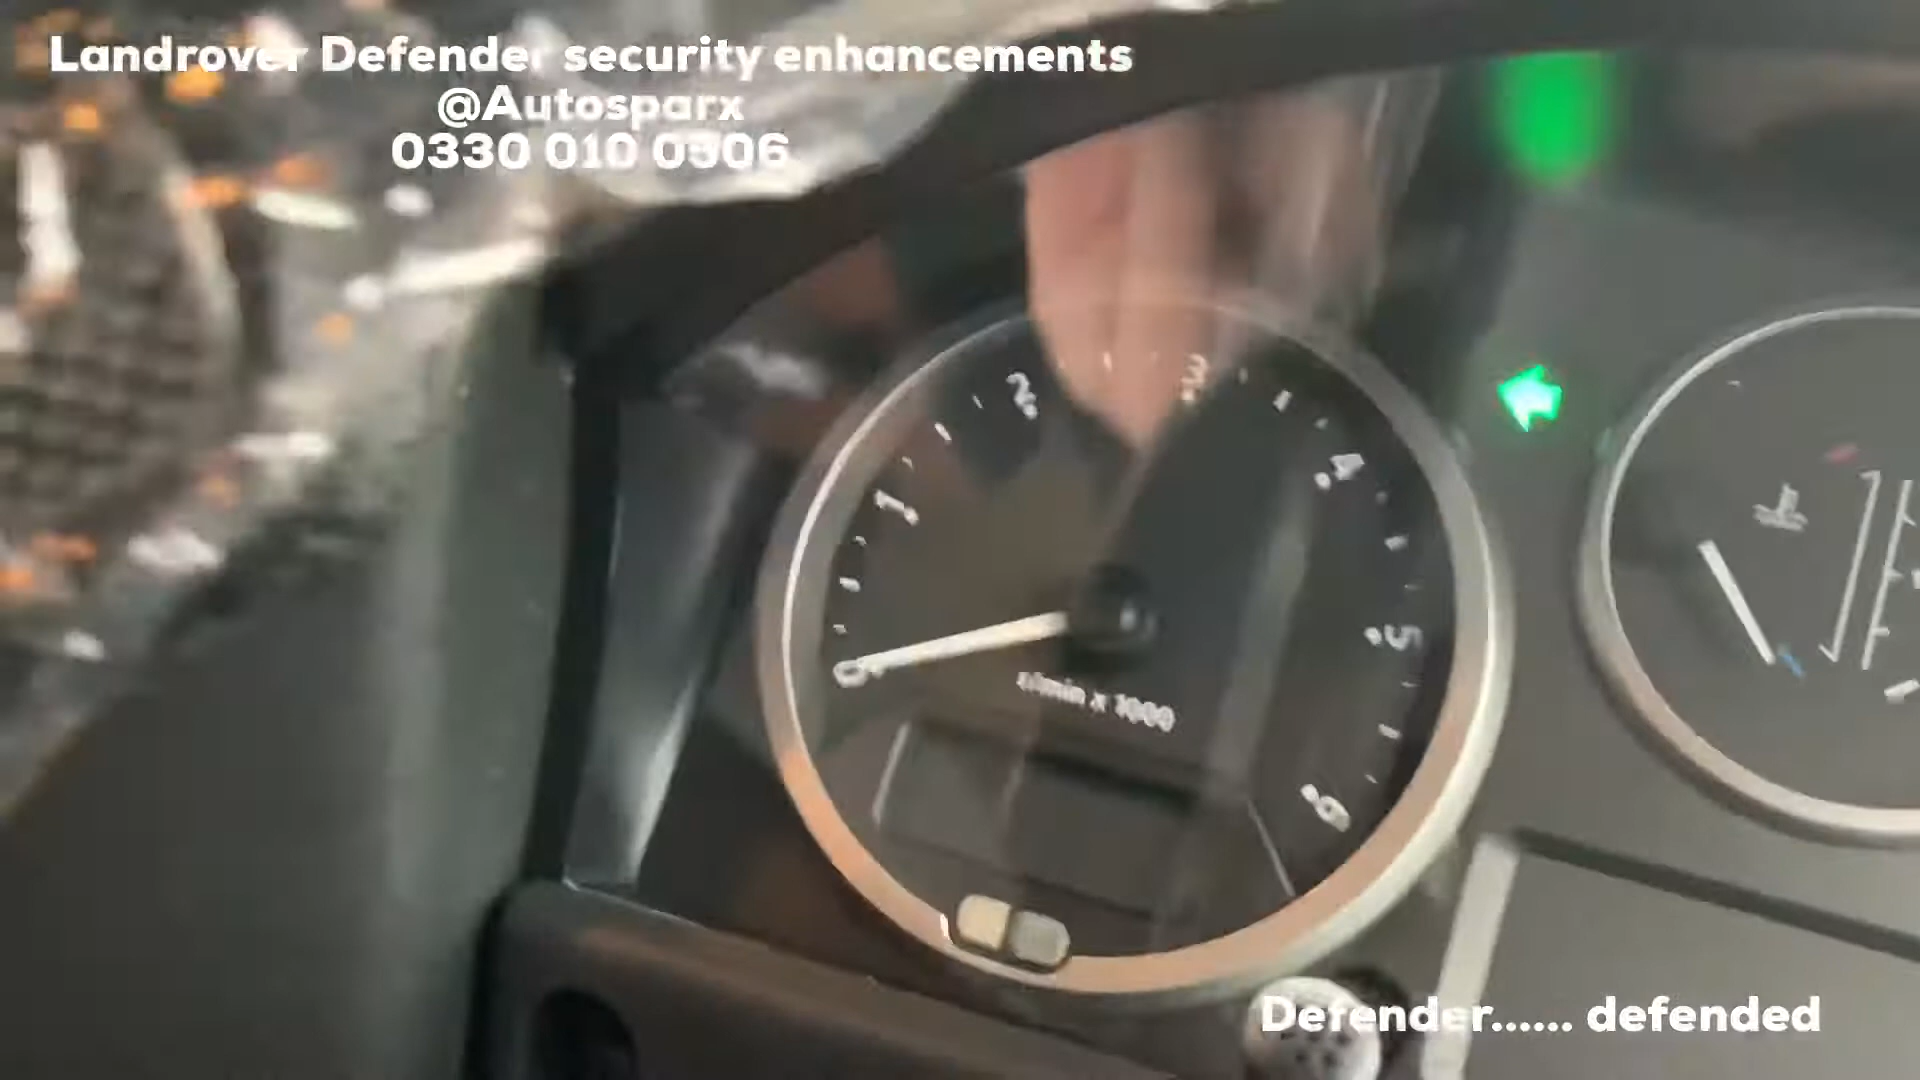 Landrover Defender security enhancements
@Autosparx
0330 010 0506
2
3
1
4
5
0
r/min x 1000
6
Defender...... defended